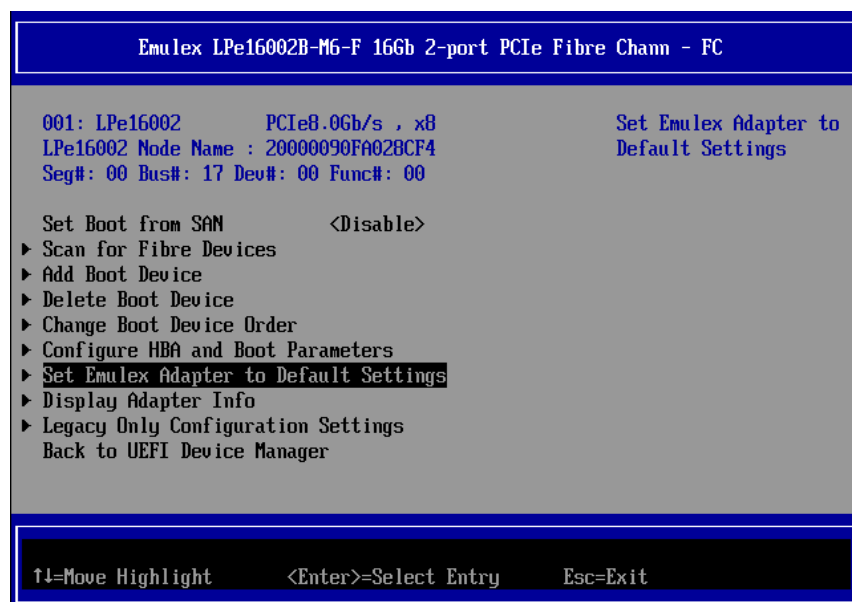 Emulex LPe16002B-M6-F 16Gb 2-port PCIe Fibre Chann - FC
001: LPe16002 PCIe8.0Gb/s , x8
LPe16002 Node Name : 20000090FA028CF4
Seg#: 00 Bus#: 17 Dev#: 00 Func#: 00
Set Emulex Adapter to
Default Settings
Set Boot from SAN <Disable>
Scan for Fibre Devices
Add Boot Device
Delete Boot Device
Change Boot Device Order
Configure HBA and Boot Parameters
Set Emulex Adapter to Default Settings
Display Adapter Info
Legacy Only Configuration Settings
Back to UEFI Device Manager
↑↓=Move Highlight <Enter>=Select Entry Esc=Exit